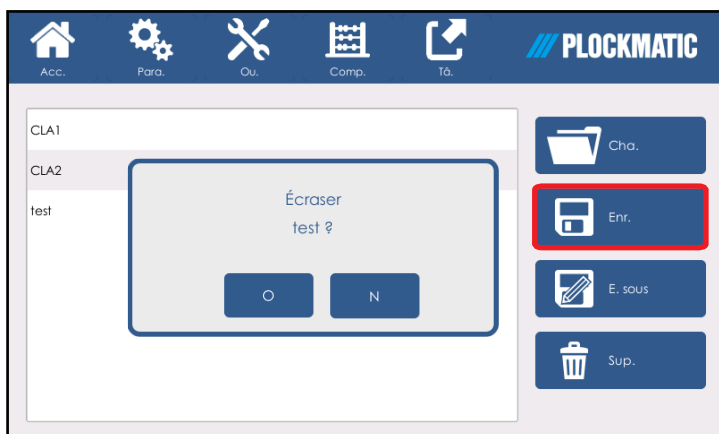 Acc.
Para.
Ou.
Comp.
Tâ.
PLOCKMATIC
CLA1
CLA2
test
Écraser
test ?
O
N
Cha.
Enr.
E. sous
Sup.